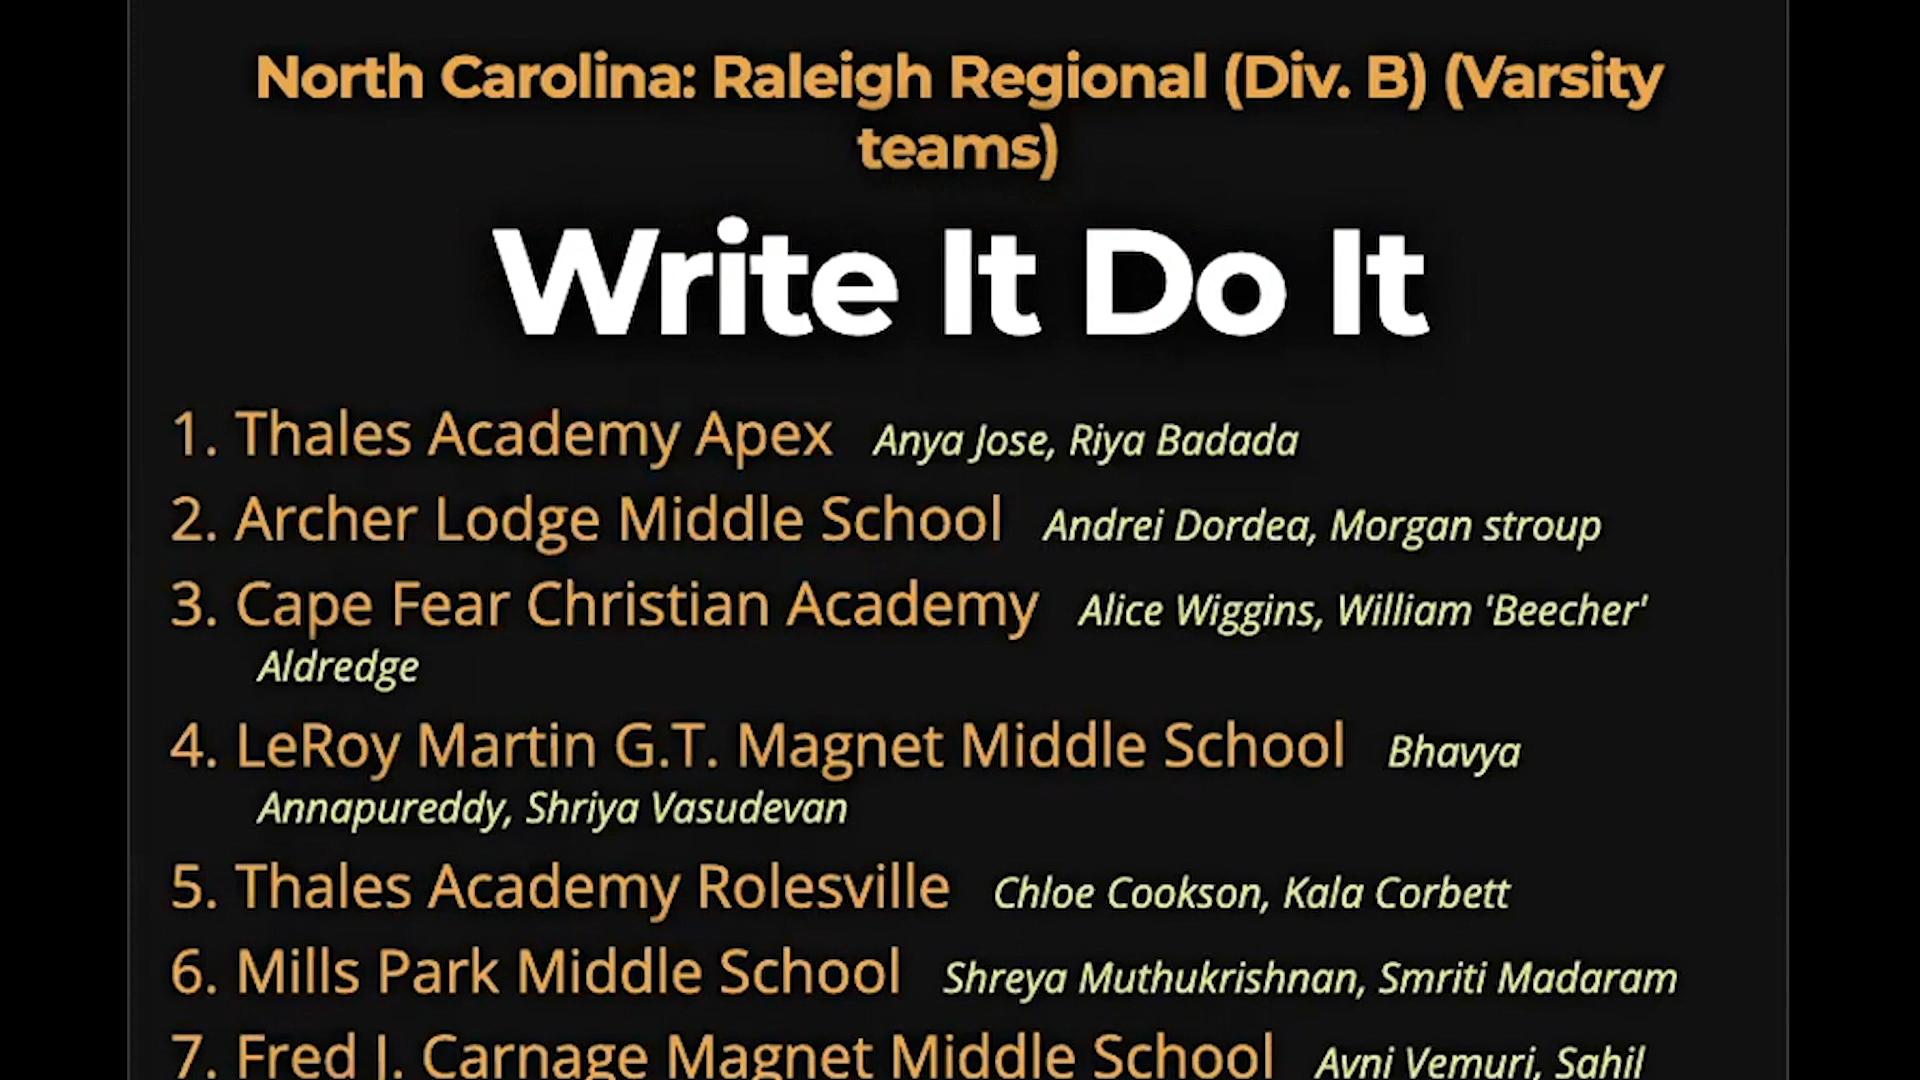 North Carolina: Raleigh Regional (Div. B) (Varsity
teams)
Write It Do It
1. Thales Academy Apex Anya Jose, Riya Badada
2. Archer Lodge Middle School Andrei Dordea, Morgan stroup
3. Cape Fear Christian Academy Alice Wiggins, William 'Beecher'
Aldredge
4. LeRoy Martin G.T. Magnet Middle School Bhavya
Annapureddy, Shriya Vasudevan
5. Thales Academy Rolesville Chloe Cookson, Kala Corbett
6. Mills Park Middle School Shreya Muthukrishnan, Smriti Madaram
7. Fred J. Carnage Magnet Middle School Avni Vemuri, Sahil